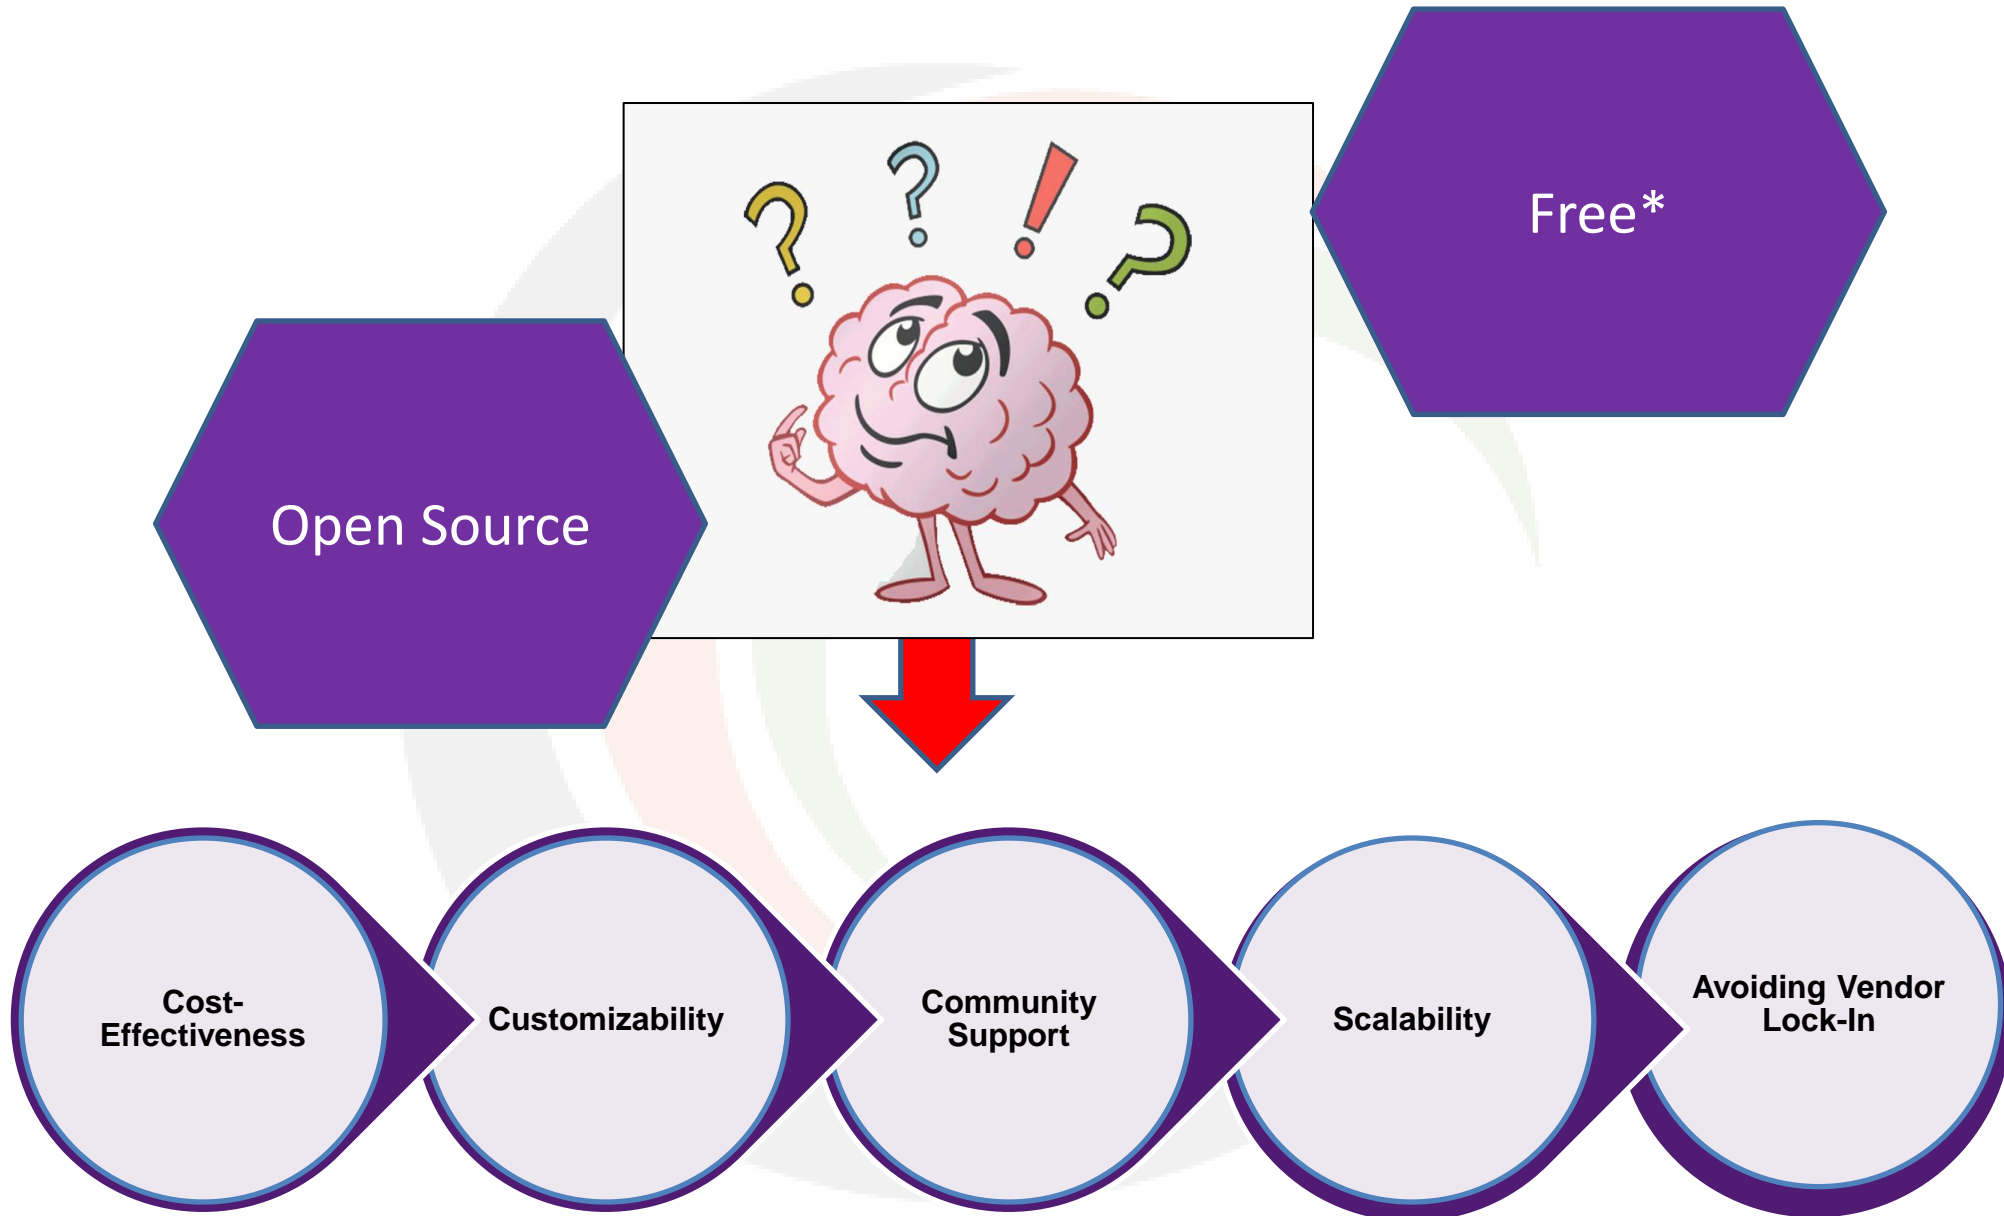 Free*
Open Source
Cost-
Effectiveness
Customizability
Community
Support
Scalability
Avoiding Vendor
Lock-In